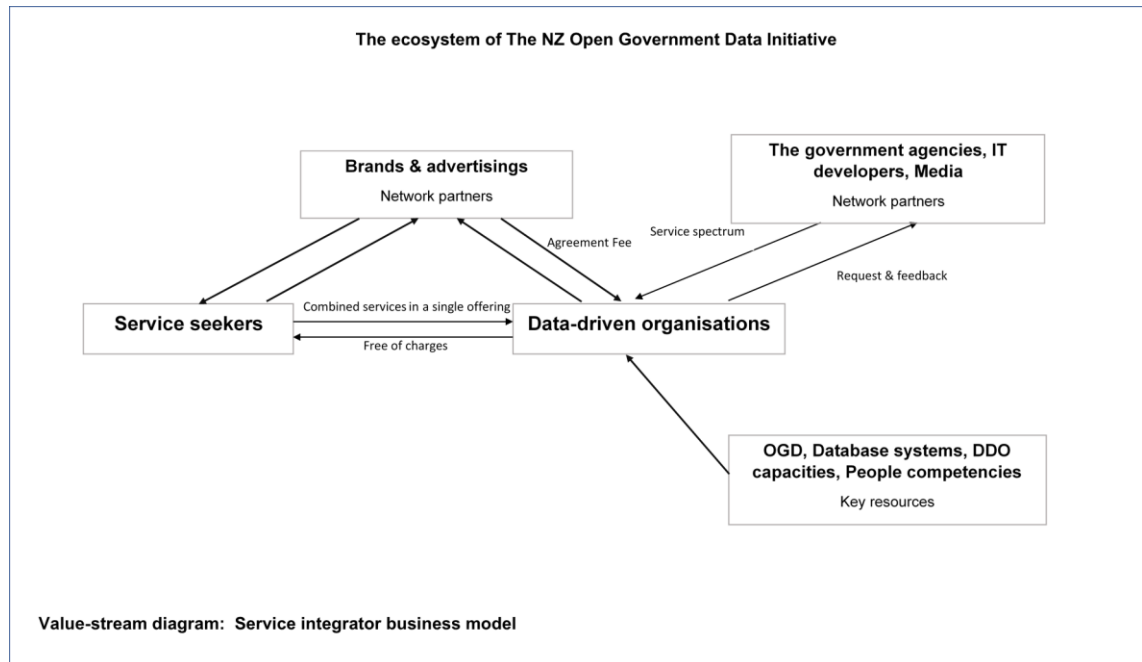 The ecosystem of The NZ Open Government Data Initiative
Brands & advertisings
Network partners
The government agencies, IT
developers, Media
Network partners
Agreement Fee
Service spectrum
Request & feedback
Service seekers
Combined services in a single offering
Free of charges
Data-driven organisations
OGD, Database systems, DDO
capacities, People competencies
Key resources
Value-stream diagram: Service integrator business model